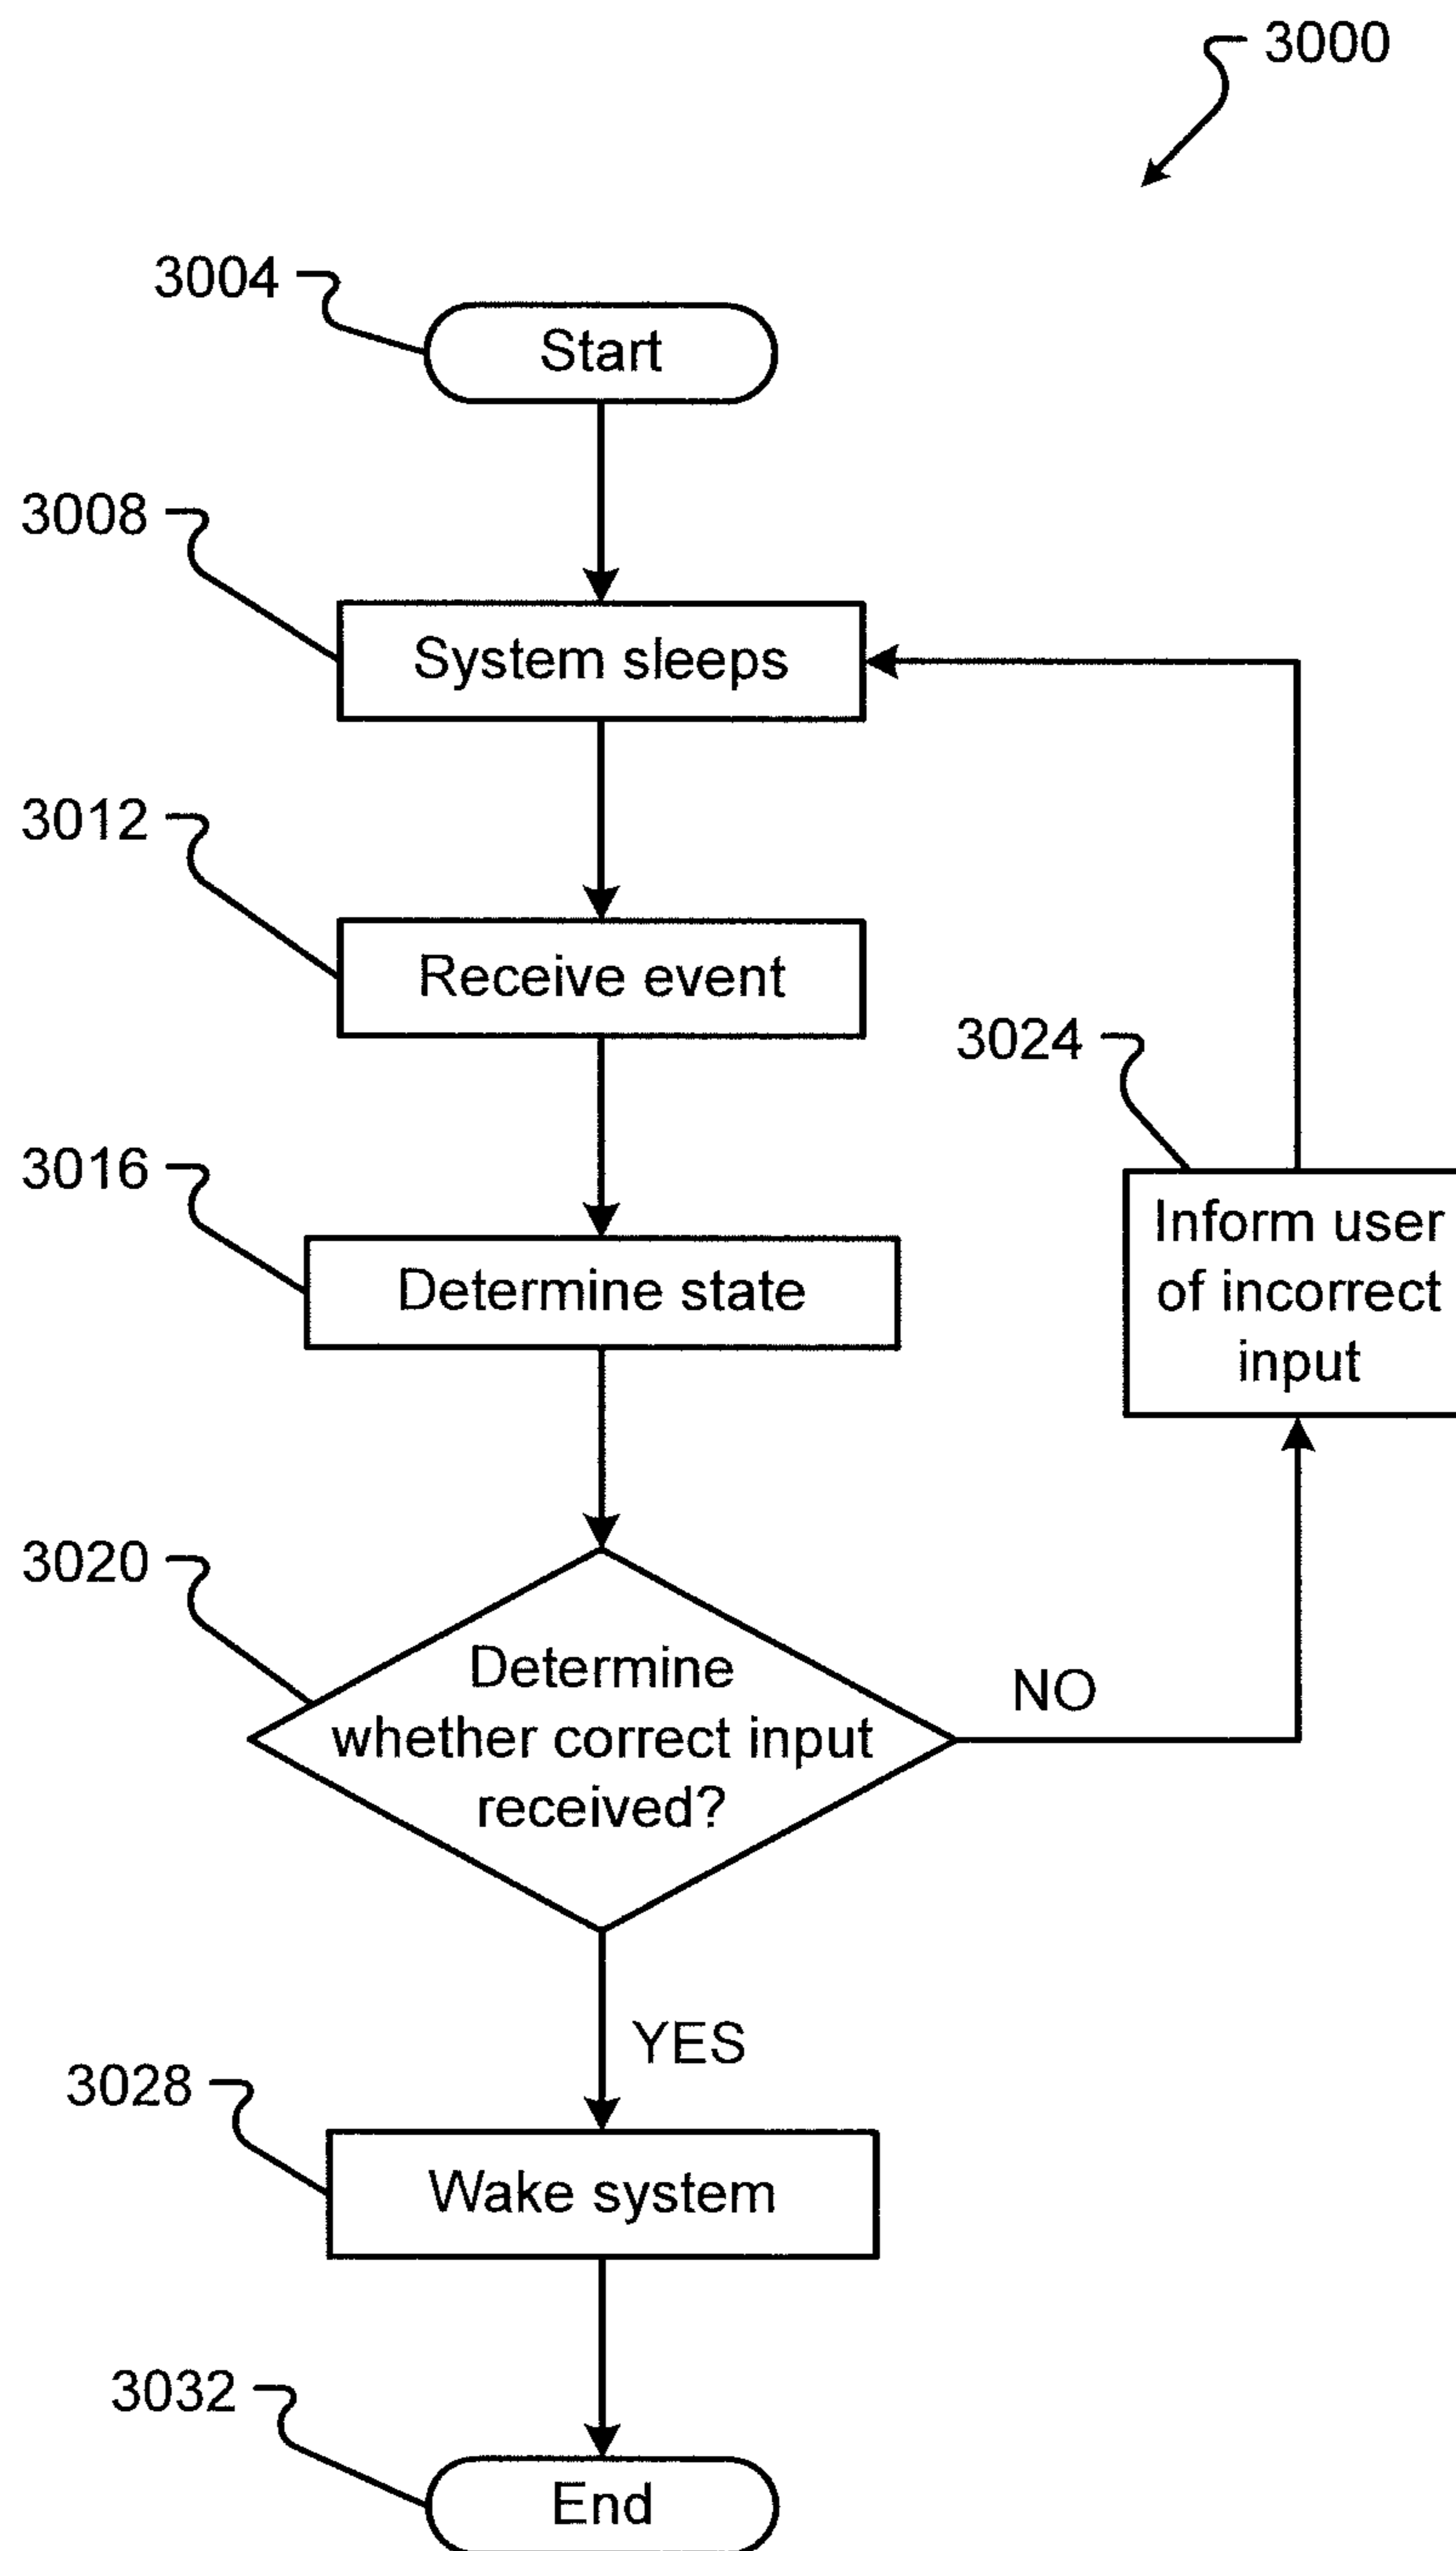 3000
3004
Start
3008
System sleeps
3012
Receive event
3024
3016
Inform user
of incorrect
input
Determine state
3020
Determine
whether correct input
received?
NO
YES
3028
Wake system
3032
End